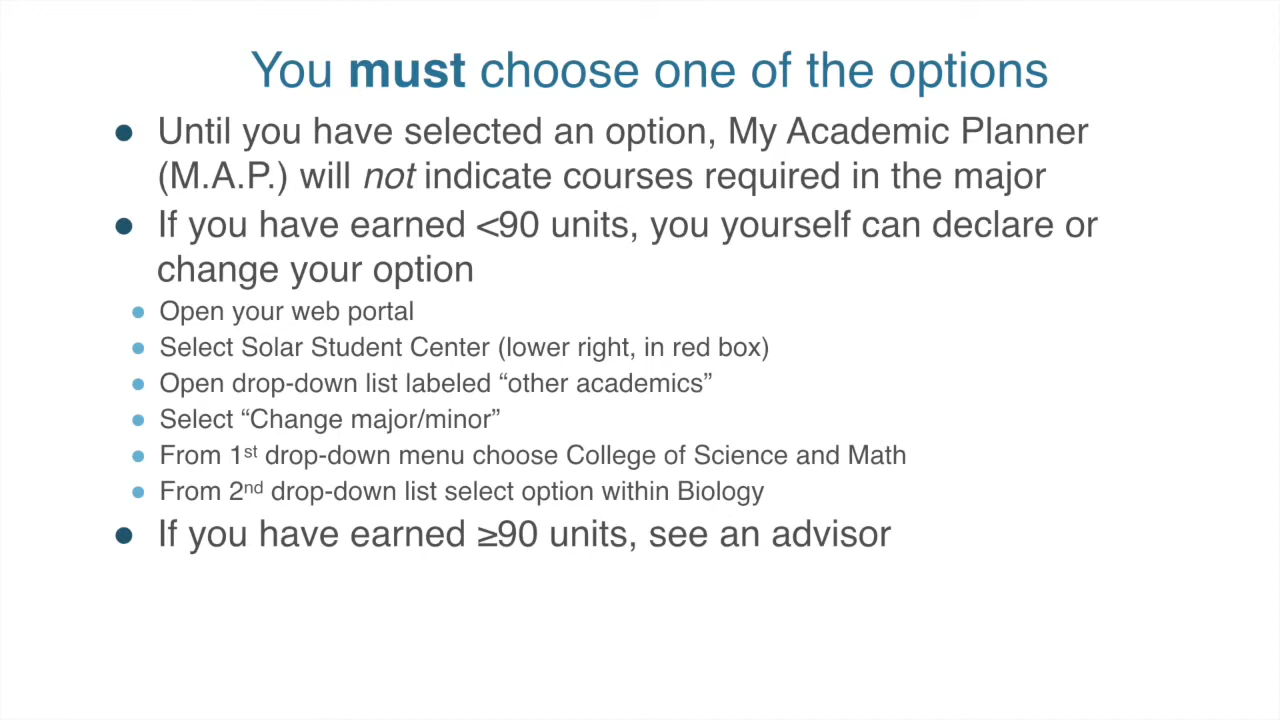 You must choose one of the options
Until you have selected an option, My Academic Planner
(M.A.P.) will not indicate courses required in the major
If you have earned <90 units, you yourself can declare or
change your option
Open your web portal
Select Solar Student Center (lower right, in red box)
Open drop-down list labeled “other academics”
Select “Change major/minor”
From 1st drop-down menu choose College of Science and Math
From 2nd drop-down list select option within Biology
If you have earned ≥90 units, see an advisor